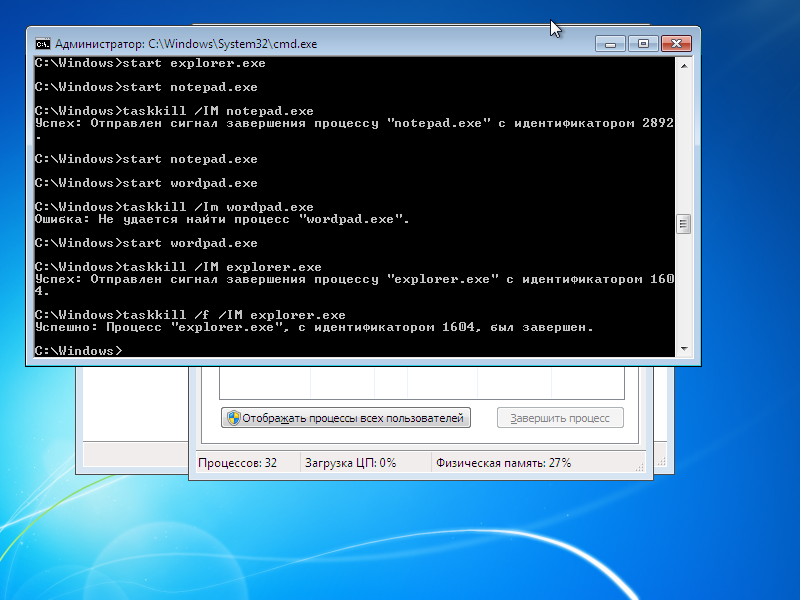 Администратор: C:\Windows\System32\cmd.exe
C:\Windows>start explorer.exe
C:\Windows>start notepad.exe
C:\Windows>taskkill /IM notepad.exe
Успех: Отправлен сигнал завершения процессу "notepad.exe" с идентификатором 2892
.
C:\Windows>start notepad.exe
C:\Windows>start wordpad.exe
C:\Windows>taskkill /Im wordpad.exe
Ошибка: Не удается найти процесс "wordpad.exe".
C:\Windows>start wordpad.exe
C:\Windows>taskkill /IM explorer.exe
Успех: Отправлен сигнал завершения процессу "explorer.exe" с идентификатором 160
4.
C:\Windows>taskkill /f /IM explorer.exe
Успешно: Процесс "explorer.exe", с идентификатором 1604, был завершен.
C:\Windows>
Отображать процессы всех пользователей Завершить процесс
Процессов: 32 Загрузка ЦП: 0% Физическая память: 27%